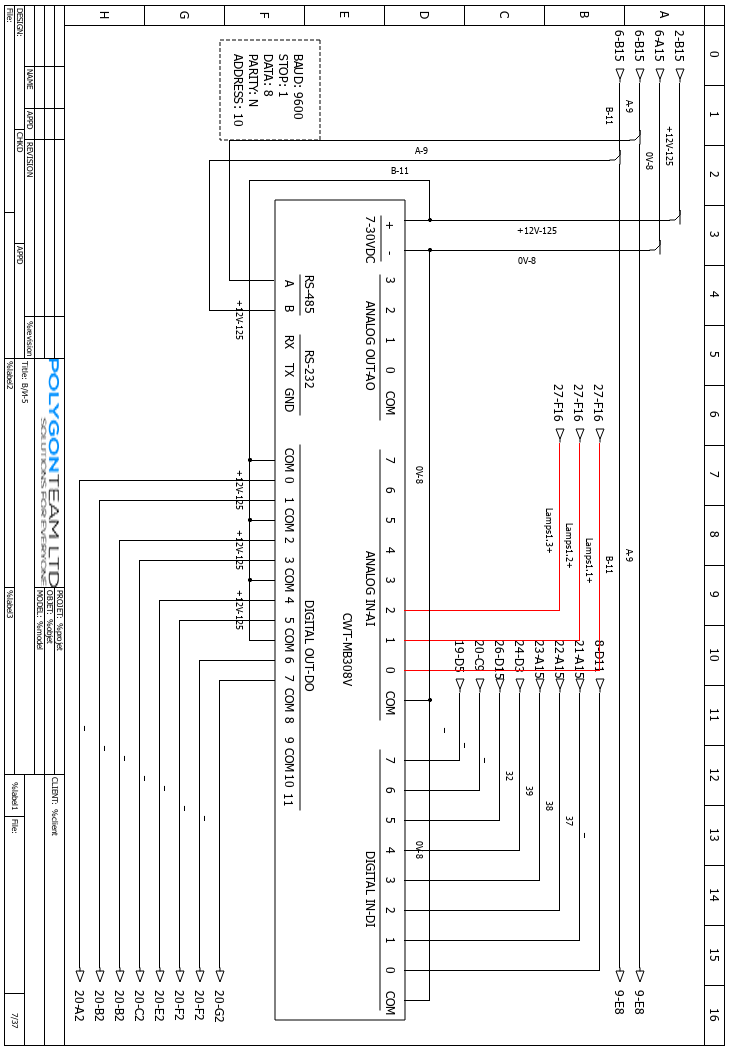 0 1 2 3 4 5 6 7 8 9 10 11 12 13 14 15 16
A
B
C
D
E
F
G
H
2-B15
6-A15
6-B15
6-B15
+12V-125
0V-8
A-9
B-11
A-9
B-11
+12V-125
0V-8
BAUD: 9600
STOP: 1
DATA: 8
PARITY: N
ADDRESS: 10
27-F16
27-F16
27-F16
Lamps1.1+
Lamps1.2+
Lamps1.3+
A-9
B-11
9-E8
9-E8
8-D11
21-A15
22-A15
23-A15
24-D3
26-D15
20-C9
19-D5
37
38
39
32
0V-8
0V-8
+ -
7-30VDC
3 2 1 0 COM
ANALOG OUT-AO
7 6 5 4 3 2 1 0 COM
ANALOG IN-AI
7 6 5 4 3 2 1 0 COM
DIGITAL IN-DI
CWT-MB308V
RS-485
A B
RS-232
RX TX GND
DIGITAL OUT-DO
COM 0 1 COM 2 3 COM 4 5 COM 6 7 COM 8 9 COM 10 11
+12V-125
+12V-125
+12V-125
+12V-125
20-G2
20-F2
20-F2
20-E2
20-C2
20-B2
20-B2
20-A2
NAME
APPD
REVISION
%revision
DESIGN:
CHKD
APPD
File:
POLYGONTEAM LTD
SOLUTIONS FOR EVERYONE
Title: В/И-5
%label2
PROJET: %projet
OBJET: %objet
MODEL: %model
%label3
CLIENT: %client
%label1
File:
7/37